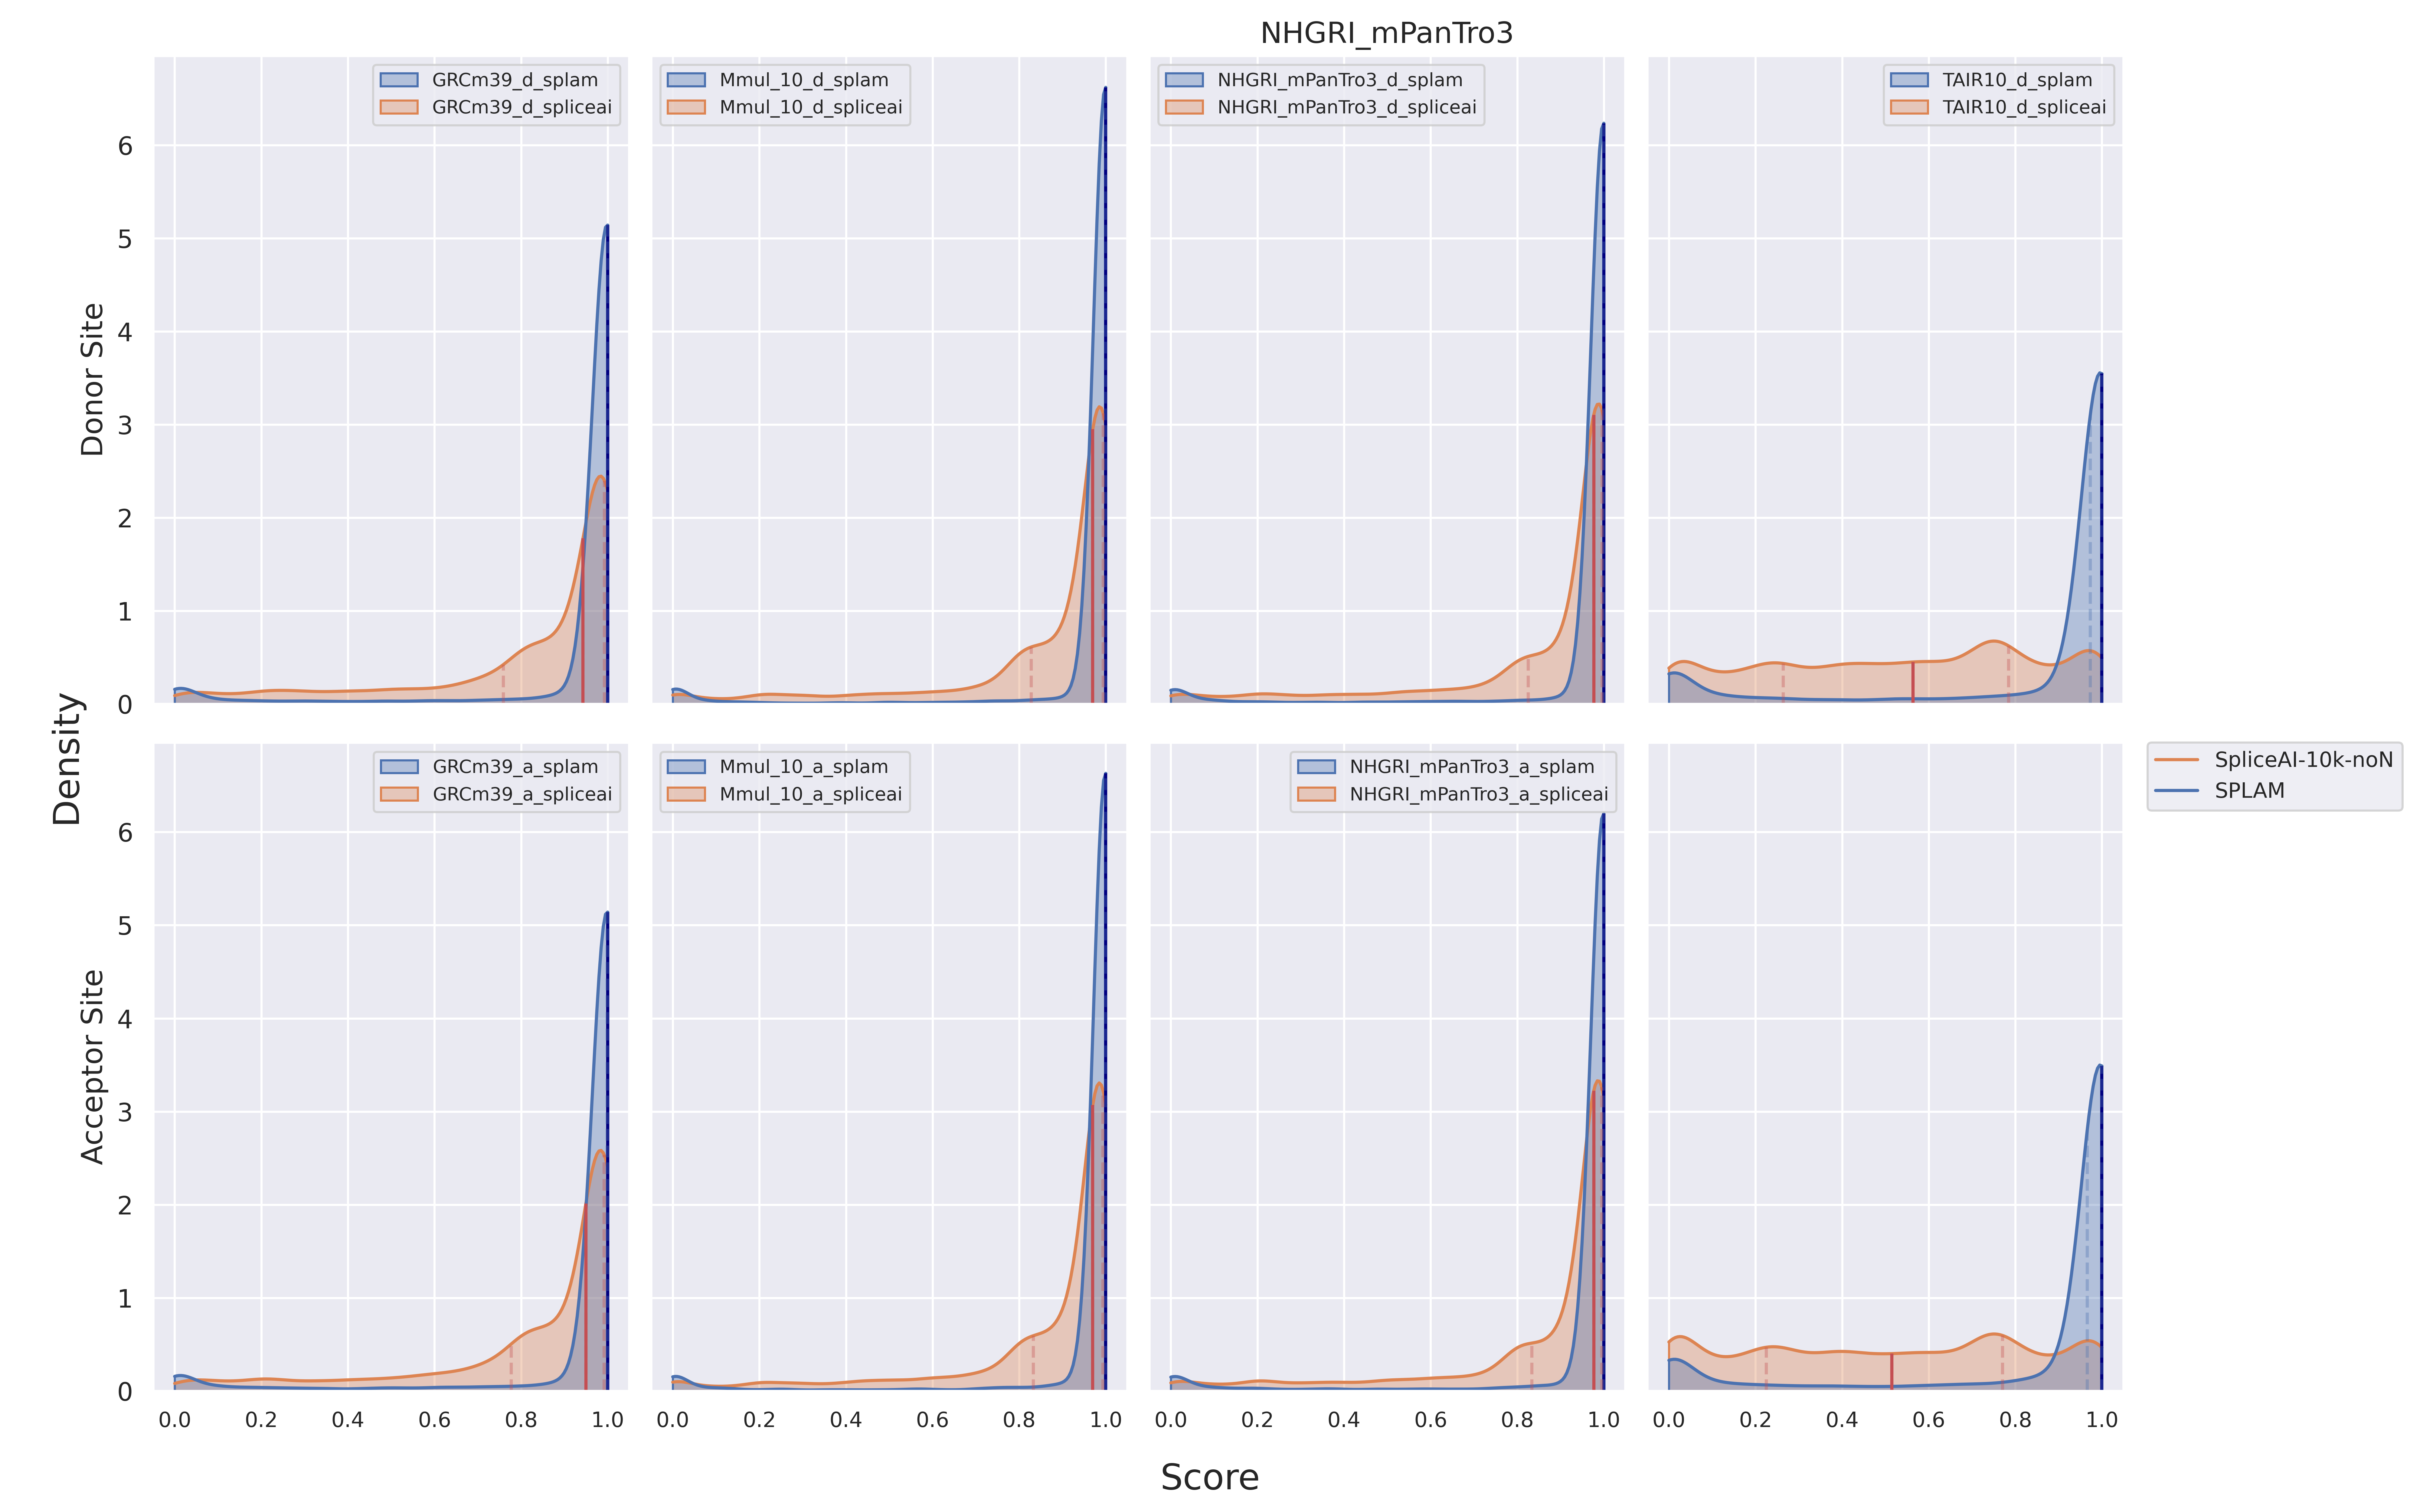 NHGRI_mPanTro3
GRCm39_d_splam
GRCm39_d_spliceai
Mmul_10_d_splam
Mmul_10_d_spliceai
NHGRI_mPanTro3_d_splam
NHGRI_mPanTro3_d_spliceai
TAIR10_d_splam
TAIR10_d_spliceai
6
5
4
3
2
1
0
Donor Site
Density
GRCm39_a_splam
GRCm39_a_spliceai
Mmul_10_a_splam
Mmul_10_a_spliceai
NHGRI_mPanTro3_a_splam
NHGRI_mPanTro3_a_spliceai
SpliceAI-10k-noN
SPLAM
6
5
4
3
2
1
0
Acceptor Site
0.0 0.2 0.4 0.6 0.8 1.0
0.0 0.2 0.4 0.6 0.8 1.0
0.0 0.2 0.4 0.6 0.8 1.0
0.0 0.2 0.4 0.6 0.8 1.0
Score